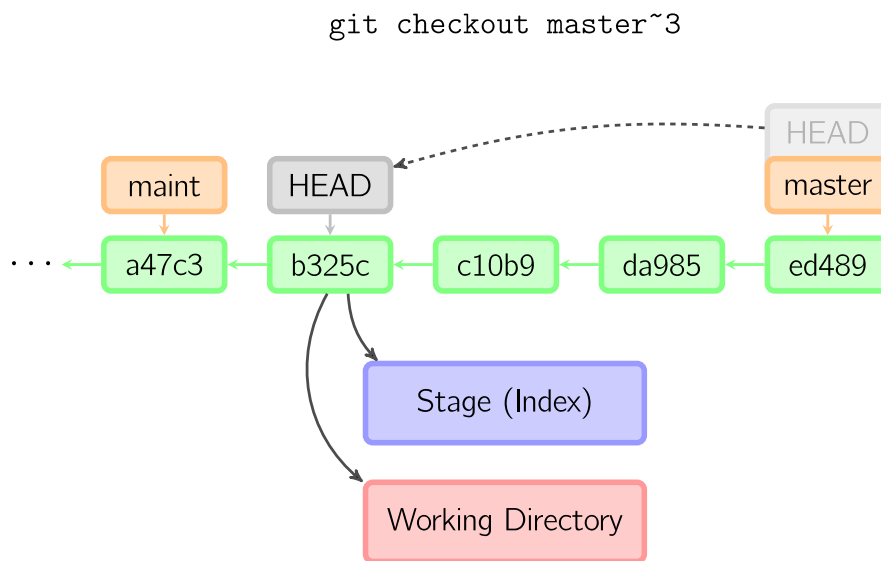 git checkout master~3
HEAD
maint HEAD master
... a47c3 b325c c10b9 da985 ed489
Stage (Index)
Working Directory